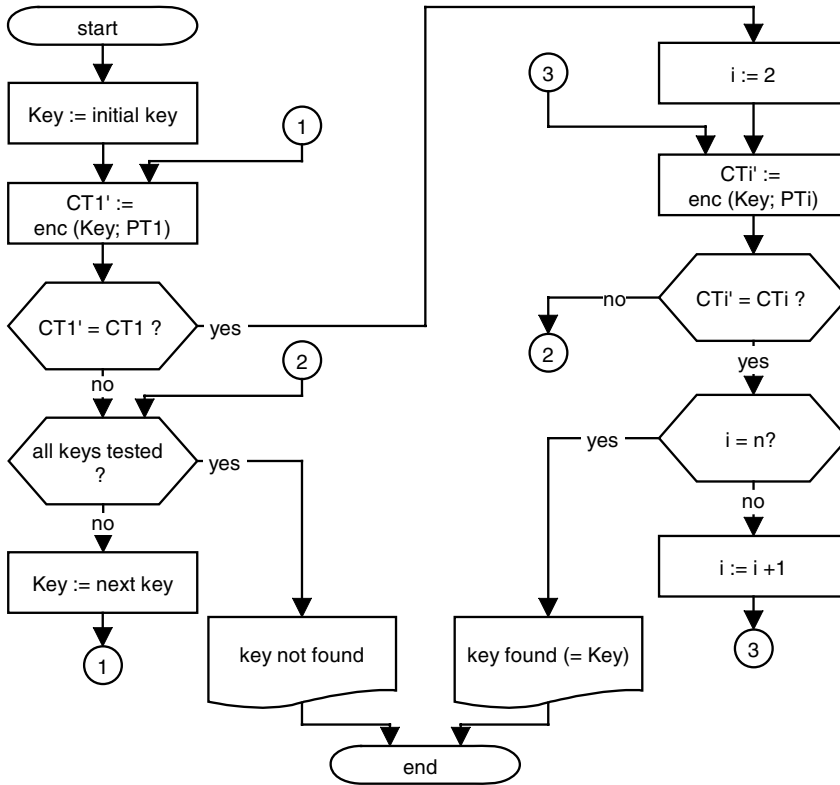 start
Key := initial key
1
CT1' :=
enc (Key; PT1)
CT1' = CT1 ?
yes
no
2
all keys tested
?
yes
no
Key := next key
1
key not found
i := 2
3
CTi' :=
enc (Key; PTi)
CTi' = CTi ?
no
2
yes
i = n?
yes
no
i := i +1
3
key found (= Key)
end